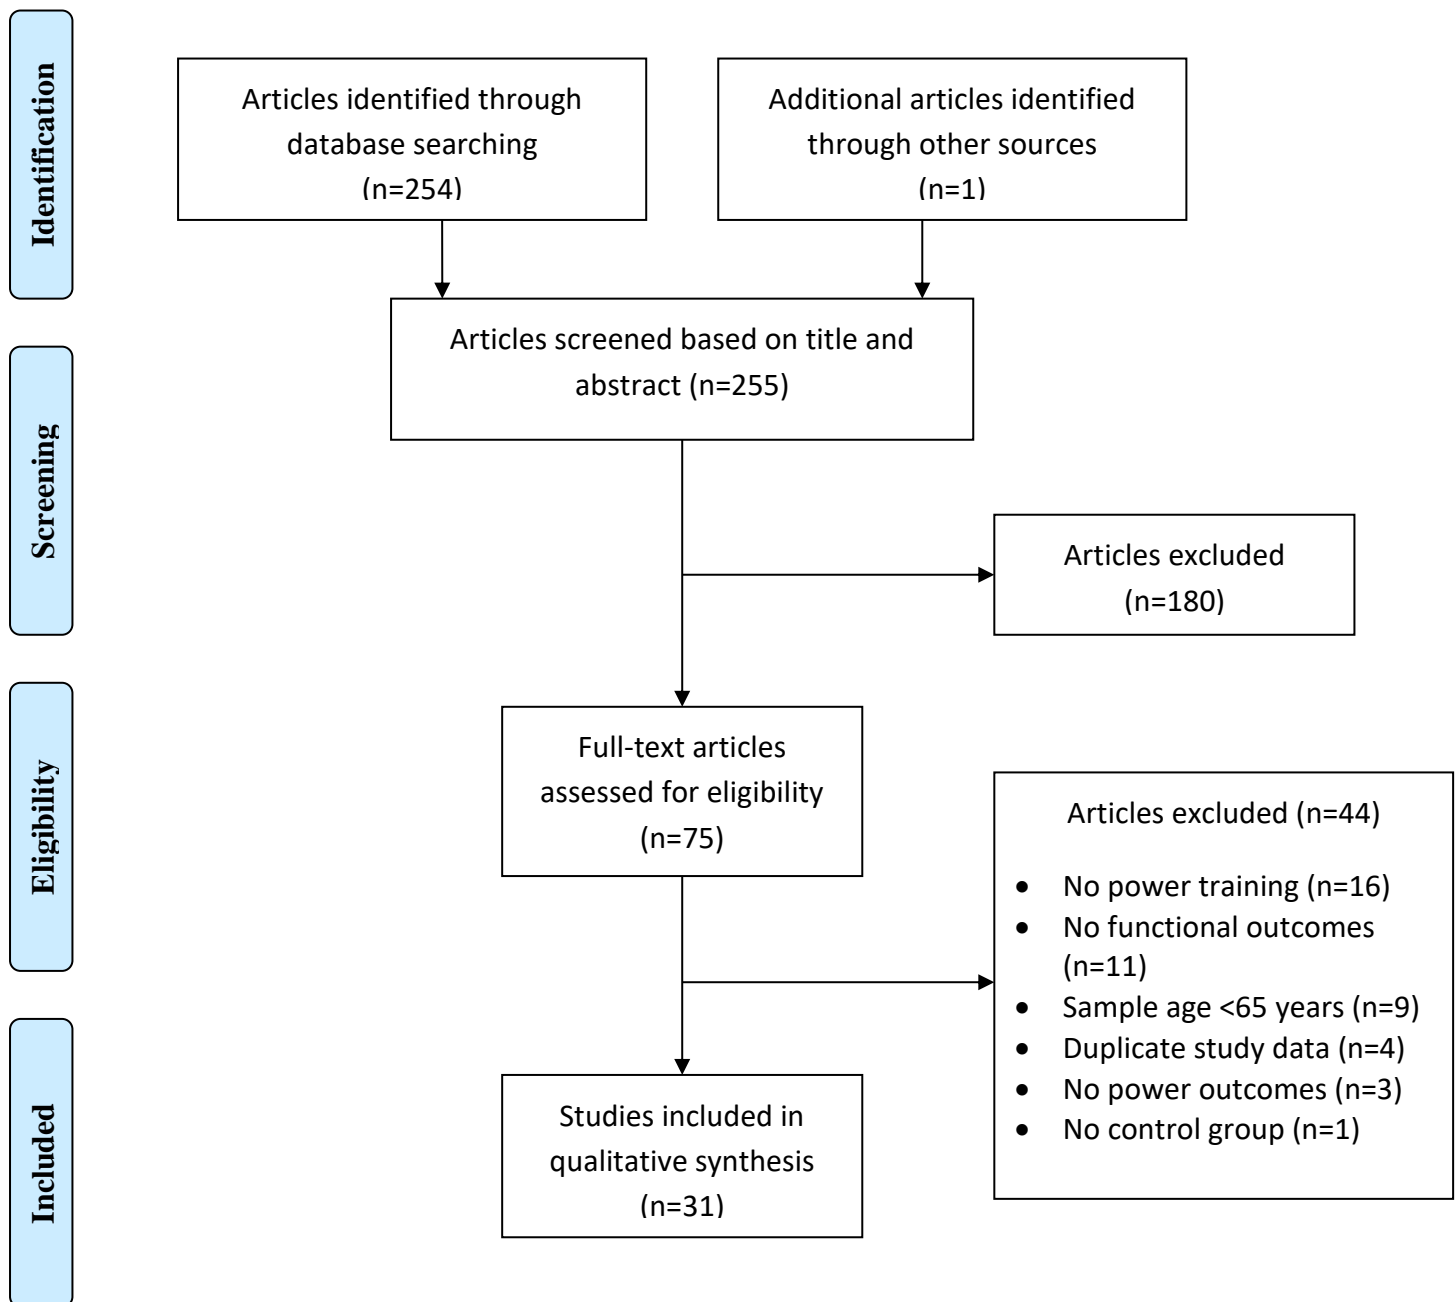 Identification
Articles identified through
database searching
(n=254)
Additional articles identified
through other sources
(n=1)
Screening
Articles screened based on title and
abstract (n=255)
Articles excluded
(n=180)
Eligibility
Full-text articles
assessed for eligibility
(n=75)
Articles excluded (n=44)
• No power training (n=16)
• No functional outcomes
(n=11)
• Sample age <65 years (n=9)
• Duplicate study data (n=4)
• No power outcomes (n=3)
• No control group (n=1)
Included
Studies included in
qualitative synthesis
(n=31)